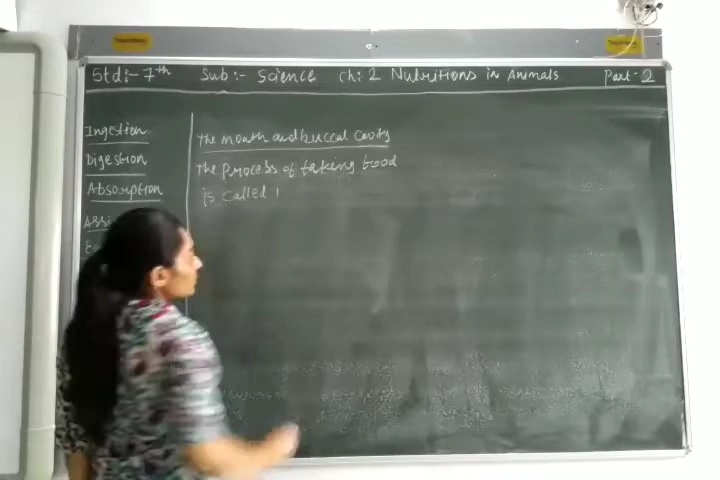 Std:- 7th Sub:- Science Ch: 2 Nutritions in Animals Part-2
Ingestion
Digestion
Absorption
Assi
The mouth and buccal cavity
The process of taking food
is called I